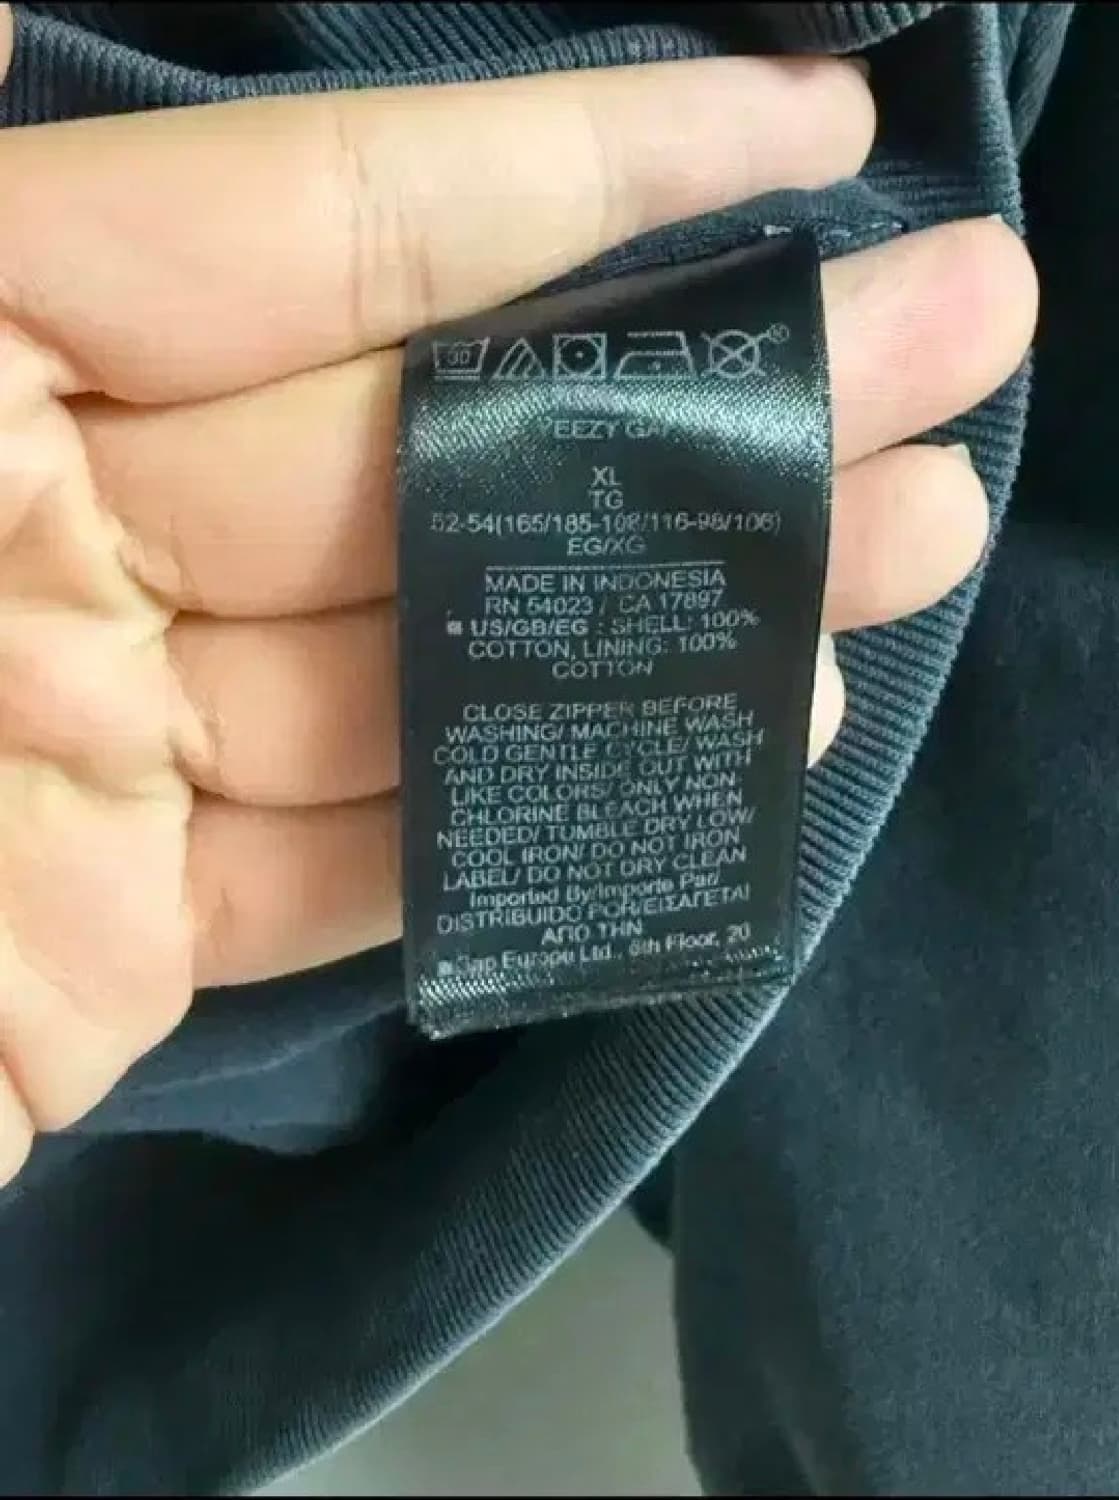 30
EEZY GA
XL
TG
52-54(165/185-108/116-98/106)
EG/XG
MADE IN INDONESIA
RN 54023 / CA 17897
US/GB/EG : SHELL: 100%
COTTON, LINING: 100%
COTTON
CLOSE ZIPPER BEFORE
WASHING/ MACHINE WASH
COLD GENTLE CYCLE/ WASH
AND DRY INSIDE OUT WITH
LIKE COLORS/ ONLY NON-
CHLORINE BLEACH WHEN
NEEDED/ TUMBLE DRY LOW/
COOL IRON/ DO NOT IRON
LABEL/ DO NOT DRY CLEAN
Imported By/Importe Par/
DISTRIBUIDO POR/ΕΙΣΑΓΕΤΑΙ
ΑΠΟ ΤΗΝ
Gap Europe Ltd., 6th Floor, 20